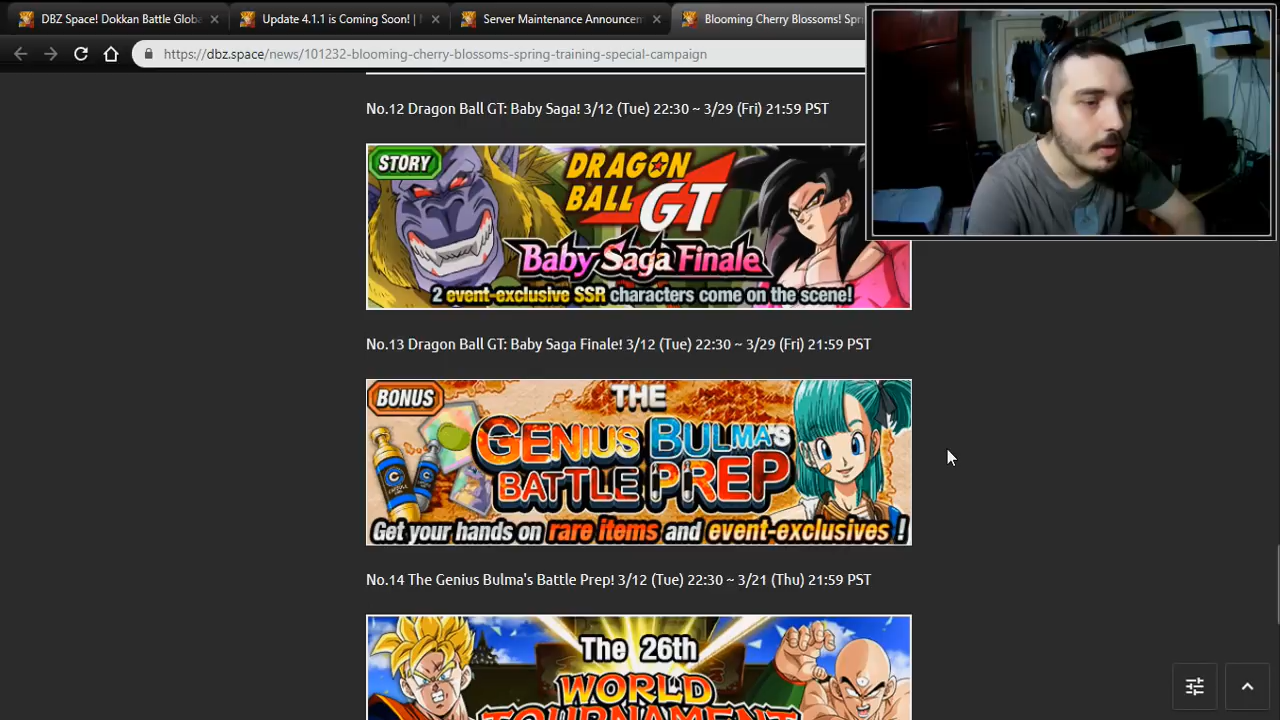 DBZ Space! Dokkan Battle Globa
Update 4.1.1 is Coming Soon! |
Server Maintenance Announcem
Blooming Cherry Blossoms! Spr
https://dbz.space/news/101232-blooming-cherry-blossoms-spring-training-special-campaign
No.12 Dragon Ball GT: Baby Saga! 3/12 (Tue) 22:30 ~ 3/29 (Fri) 21:59 PST
STORY
DRAGON
BALL GT
Baby Saga Finale
2 event-exclusive SSR characters come on the scene!
No.13 Dragon Ball GT: Baby Saga Finale! 3/12 (Tue) 22:30 ~ 3/29 (Fri) 21:59 PST
BONUS
THE
GENIUS BULMA'S
BATTLE PREP
Get your hands on rare items and event-exclusives !
No.14 The Genius Bulma's Battle Prep! 3/12 (Tue) 22:30 ~ 3/21 (Thu) 21:59 PST
The 26th
WORLD
TOURNAMENT